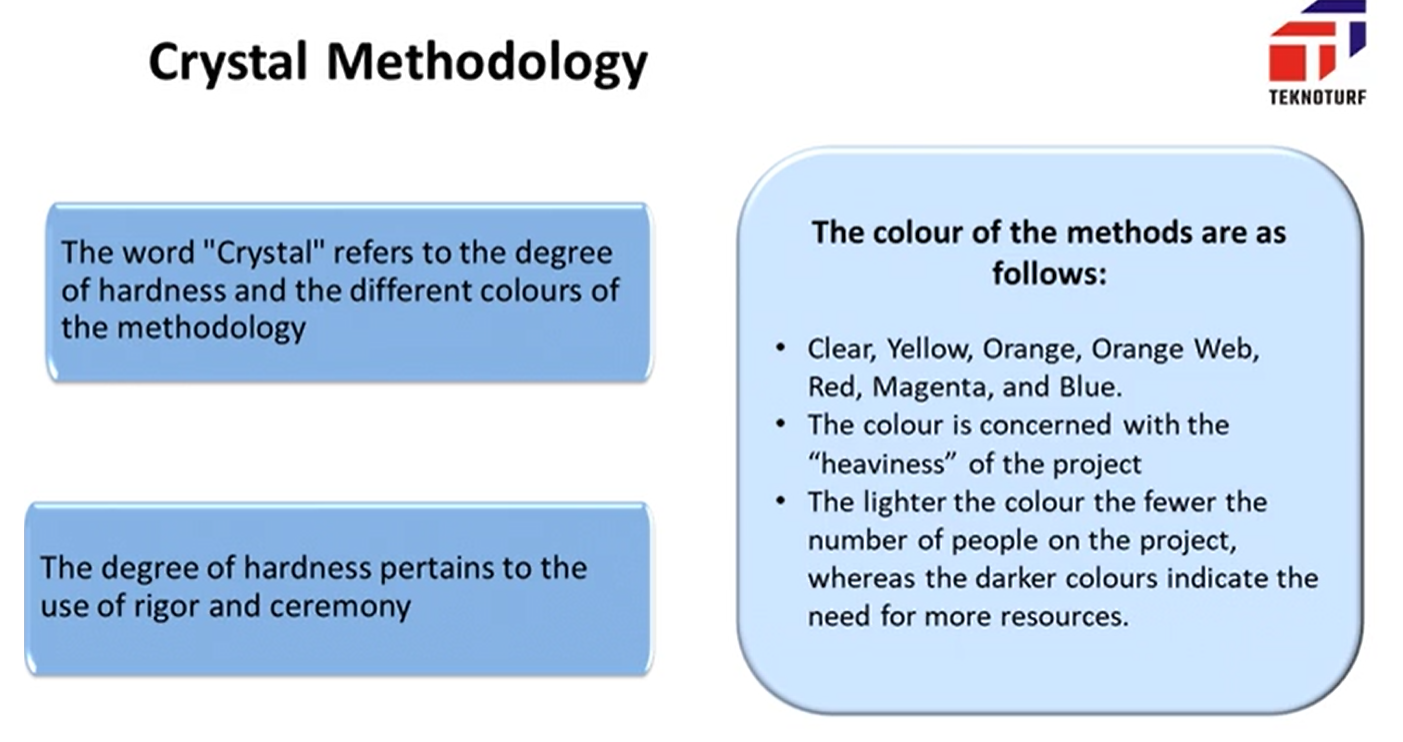 Crystal Methodology
TEKNOTURF
The word "Crystal" refers to the degree
of hardness and the different colours of
the methodology
The degree of hardness pertains to the
use of rigor and ceremony
The colour of the methods are as
follows:
• Clear, Yellow, Orange, Orange Web,
Red, Magenta, and Blue.
• The colour is concerned with the
“heaviness” of the project
• The lighter the colour the fewer the
number of people on the project,
whereas the darker colours indicate the
need for more resources.